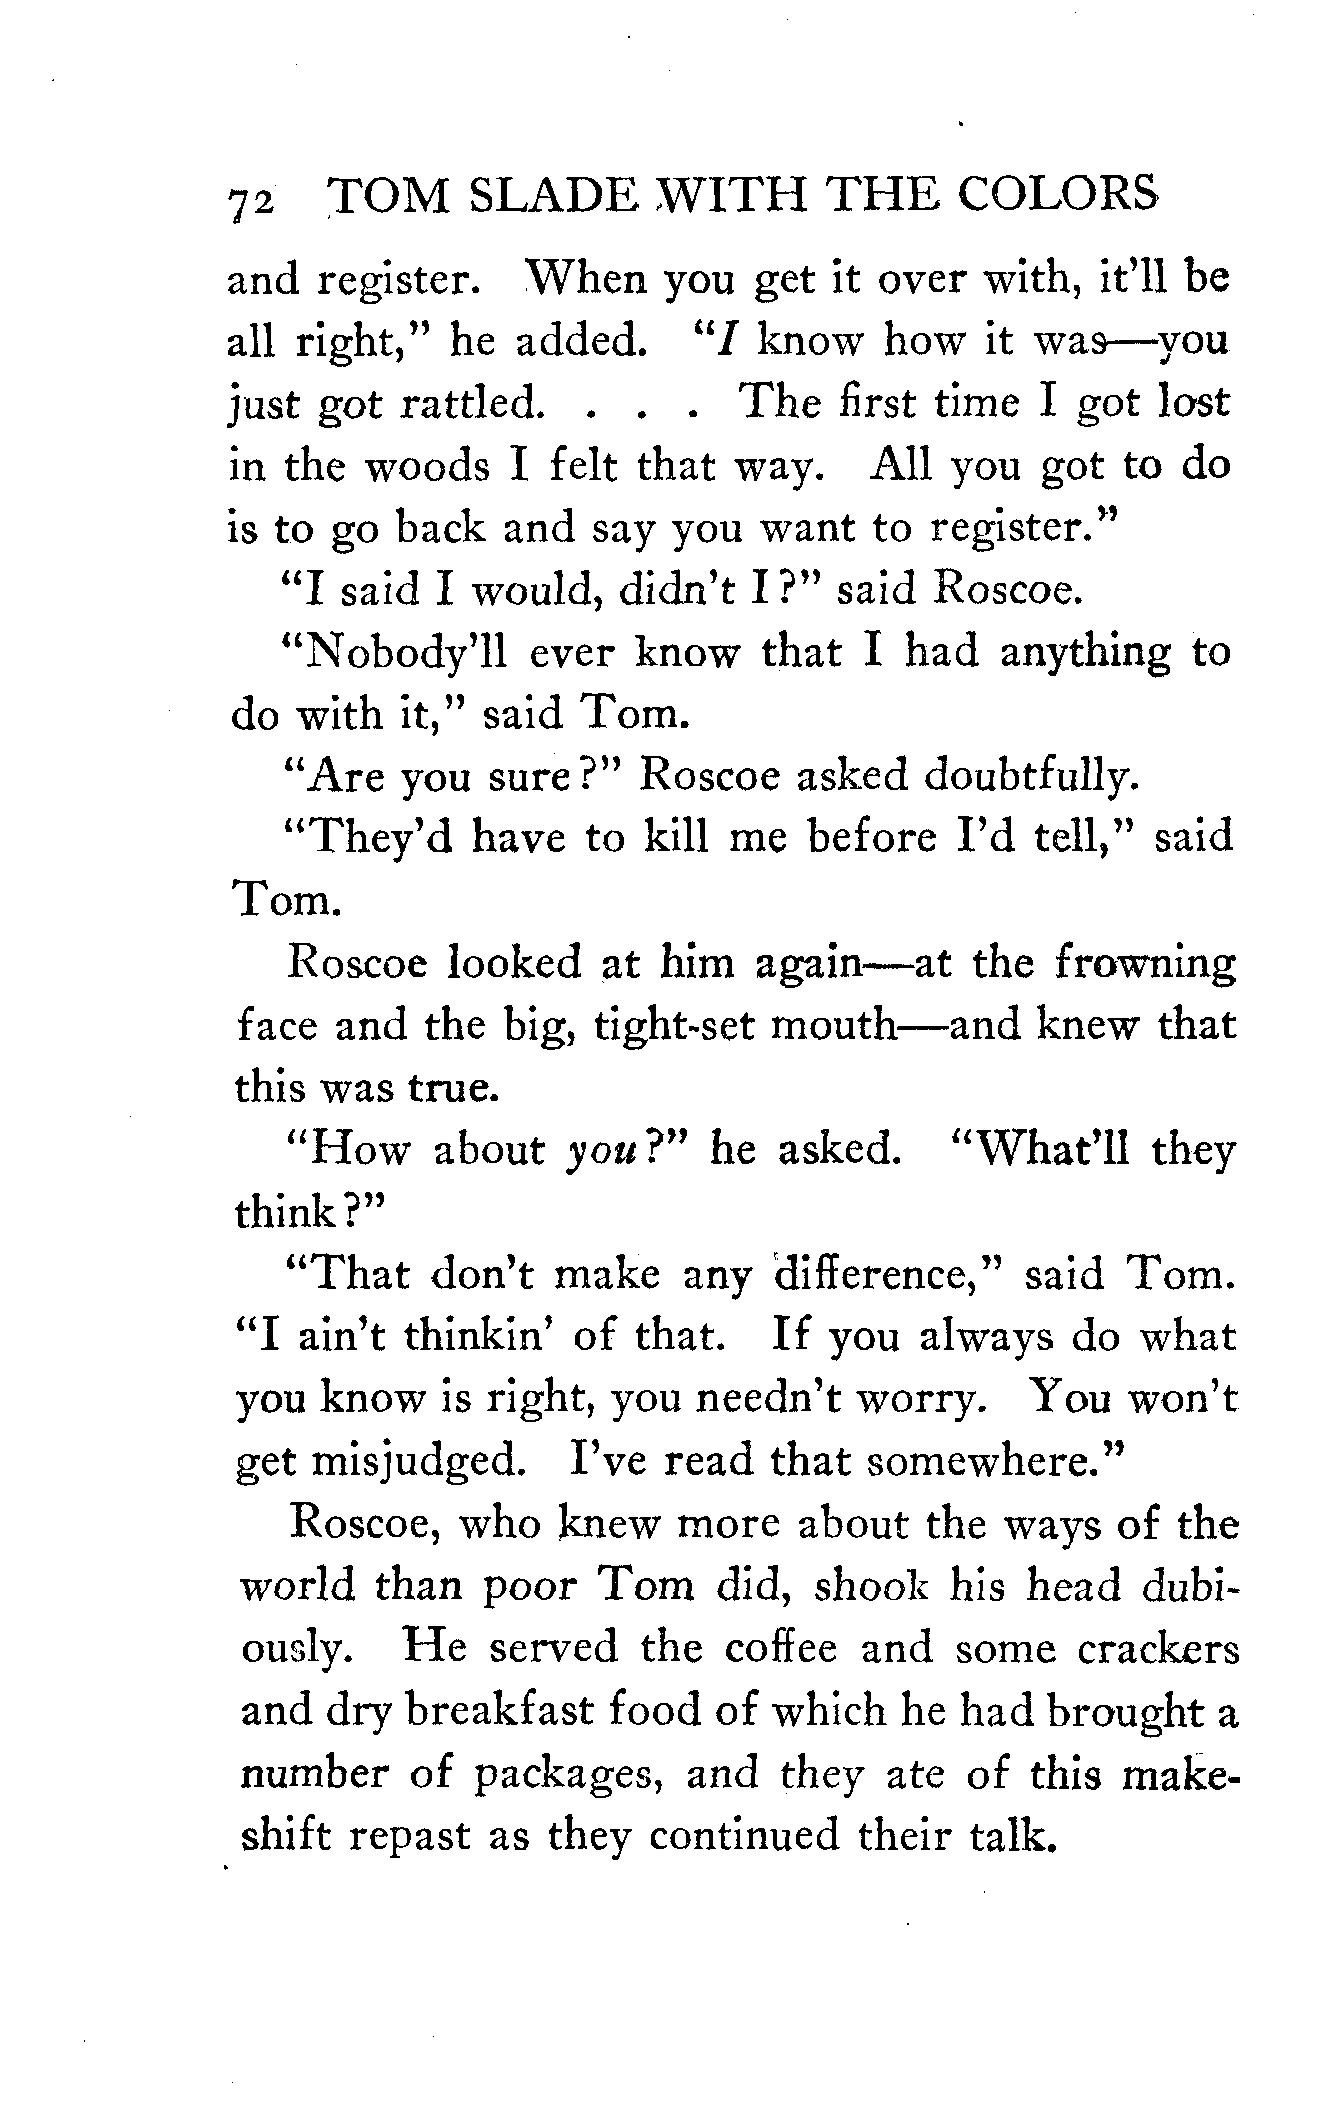 72 TOM SLADE WITH THE COLORS
and register. When you get it over with, it’ll be
all right,” he added. “I know how it was—you
just got rattled. . . . The first time I got lost
in the woods I felt that way. All you got to do
is to go back and say you want to register.”
“I said I would, didn’t I?” said Roscoe.
“Nobody’ll ever know that I had anything to
do with it,” said Tom.
“Are you sure?” Roscoe asked doubtfully.
“They’d have to kill me before I’d tell,” said
Tom.
Roscoe looked at him again—at the frowning
face and the big, tight-set mouth—and knew that
this was true.
“How about you?” he asked. “What’ll they
think?”
“That don’t make any difference,” said Tom.
“I ain’t thinkin’ of that. If you always do what
you know is right, you needn’t worry. You won’t
get misjudged. I’ve read that somewhere.”
Roscoe, who knew more about the ways of the
world than poor Tom did, shook his head dubi-
ously. He served the coffee and some crackers
and dry breakfast food of which he had brought a
number of packages, and they ate of this make-
shift repast as they continued their talk.